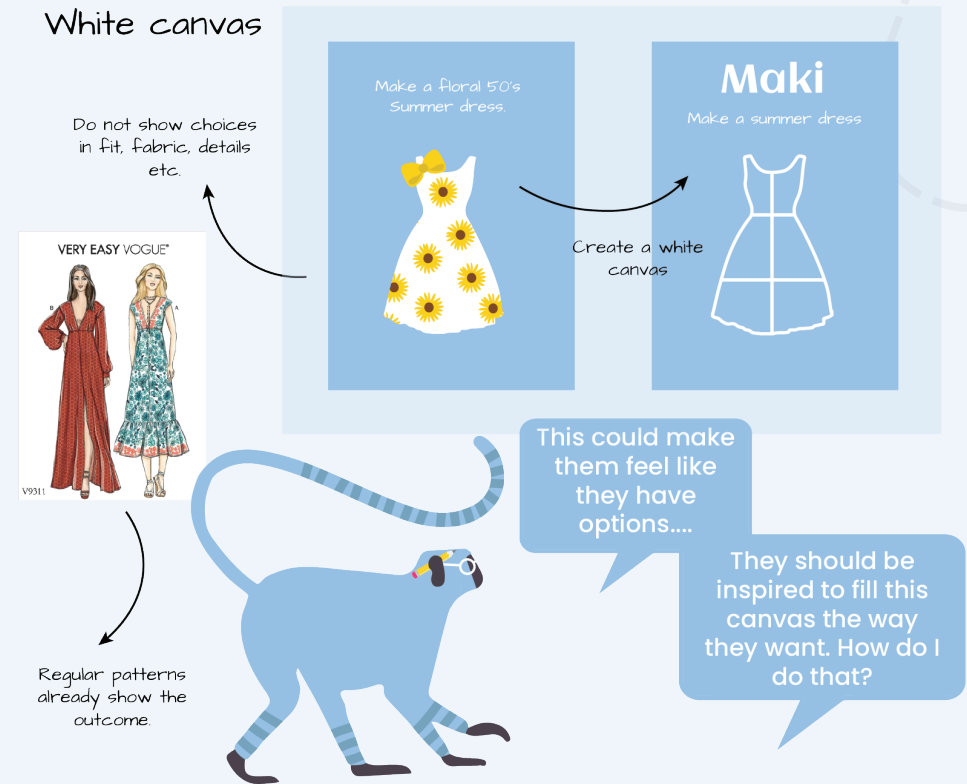 White canvas
Make a floral 50's
Summer dress.
Maki
Make a summer dress
Do not show choices
in fit, fabric, details
etc.
Create a white
canvas
VERY EASY VOGUE*
B
A
V9311
This could make
them feel like
they have
options....
They should be
inspired to fill this
canvas the way
they want. How do I
do that?
Regular patterns
already show the
outcome.